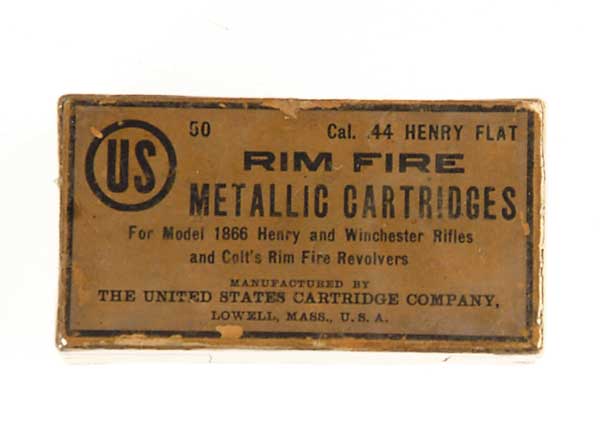 US
50 Cal. .44 HENRY FLAT
RIM FIRE
METALLIC CARTRIDGES
For Model 1866 Henry and Winchester Rifles
and Colt's Rim Fire Revolvers
MANUFACTURED BY
THE UNITED STATES CARTRIDGE COMPANY,
LOWELL, MASS., U.S.A.